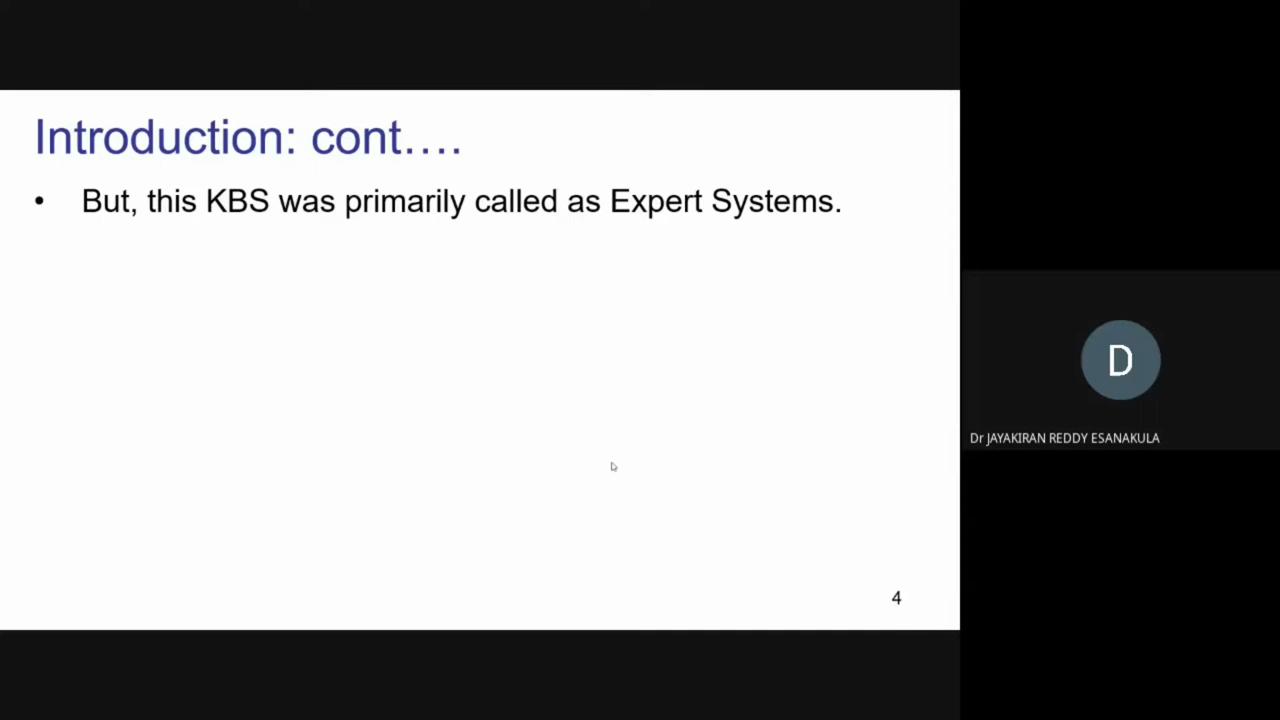 Introduction: cont….
• But, this KBS was primarily called as Expert Systems.
4
D
Dr JAYAKIRAN REDDY ESANAKULA